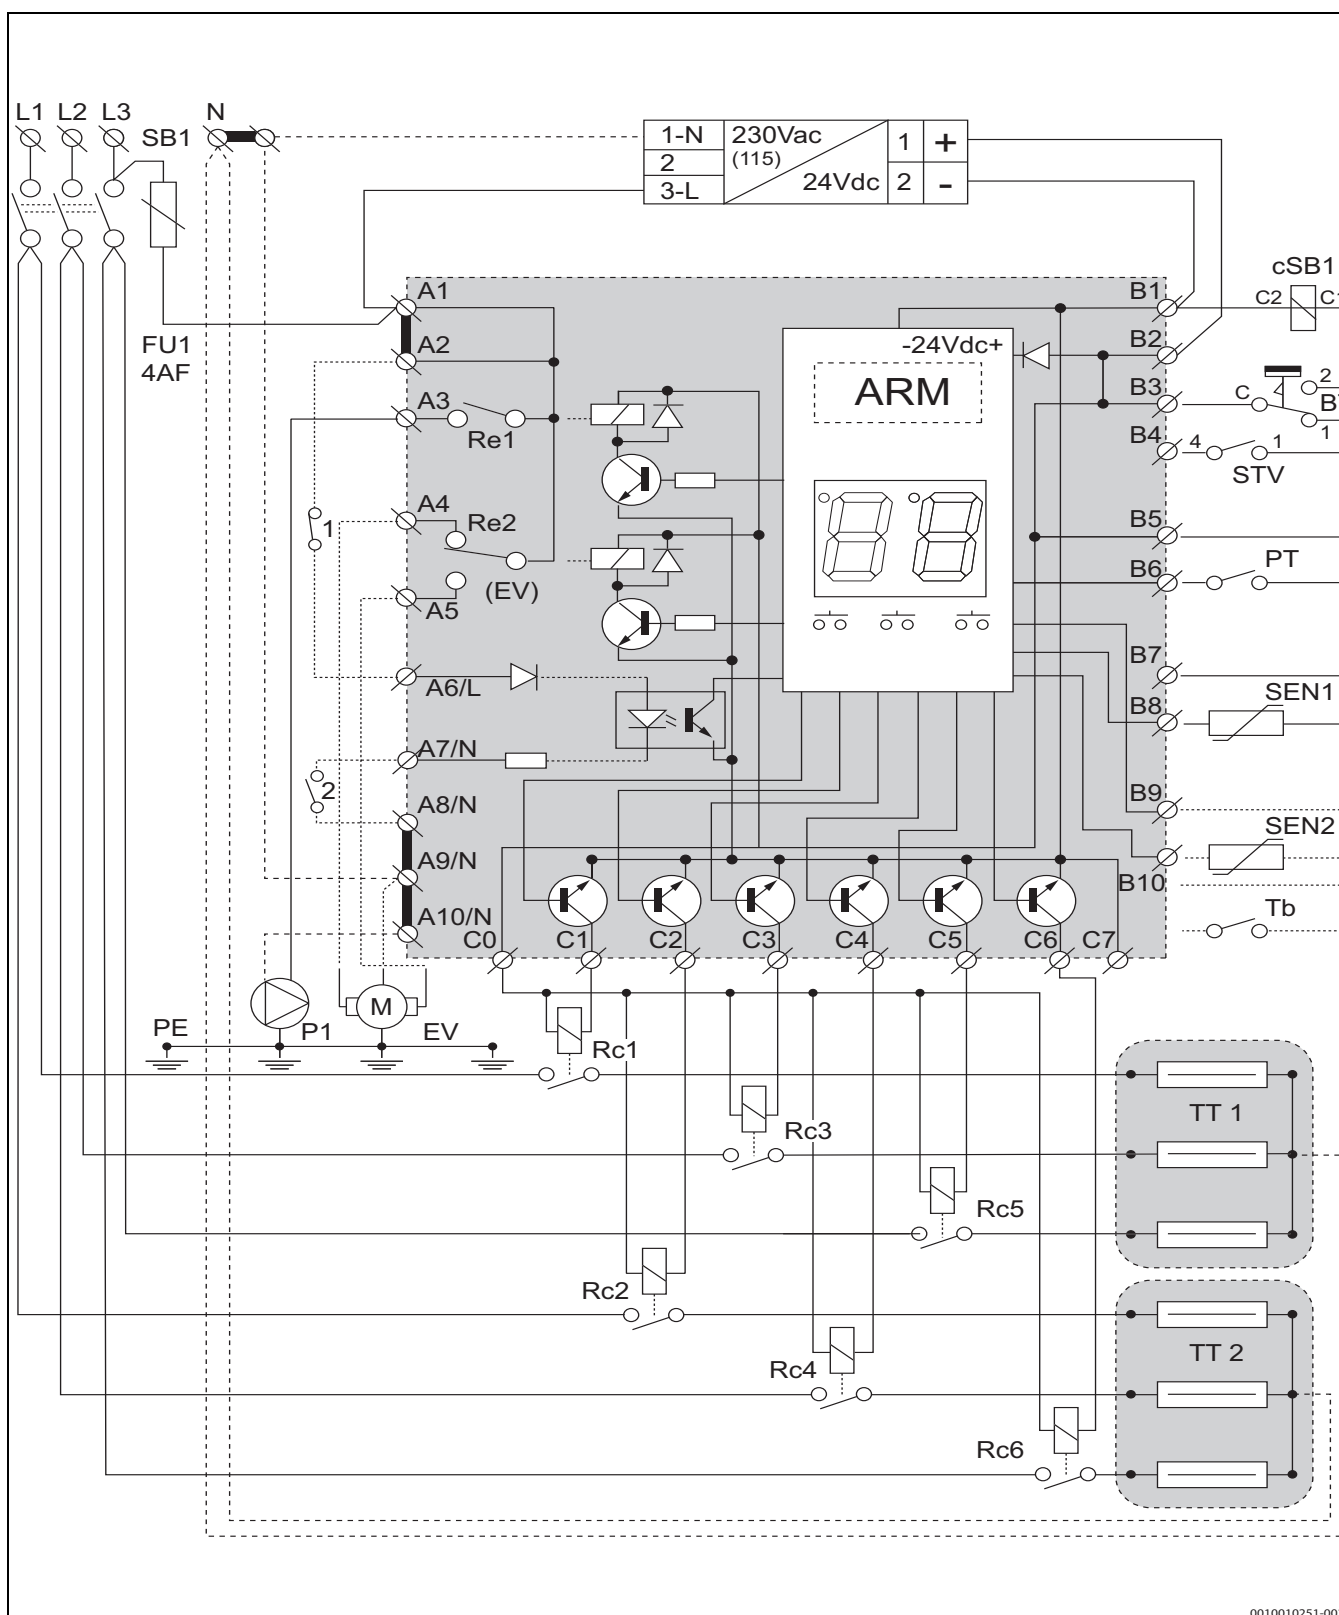 L1 L2 L3 SB1 N
1-N 230Vac 1 +
2 (115)
3-L 24Vdc 2 -
cSB1
A1 B1 C2
FU1
4AF
A2 -24Vdc+ B2
ARM
A3 B3 C 2
Re1 B4 4 1 1
STV
A4 Re2 B5
1
(EV) B6 PT
A5
A6/L B7
SEN1
B8
A7/N
2
A8/N B9
SEN2
A9/N
B10
A10/N Tb
C0 C1 C2 C3 C4 C5 C6 C7
PE P1 M EV
Rc1
TT 1
Rc3
Rc5
Rc2
TT 2
Rc4
Rc6